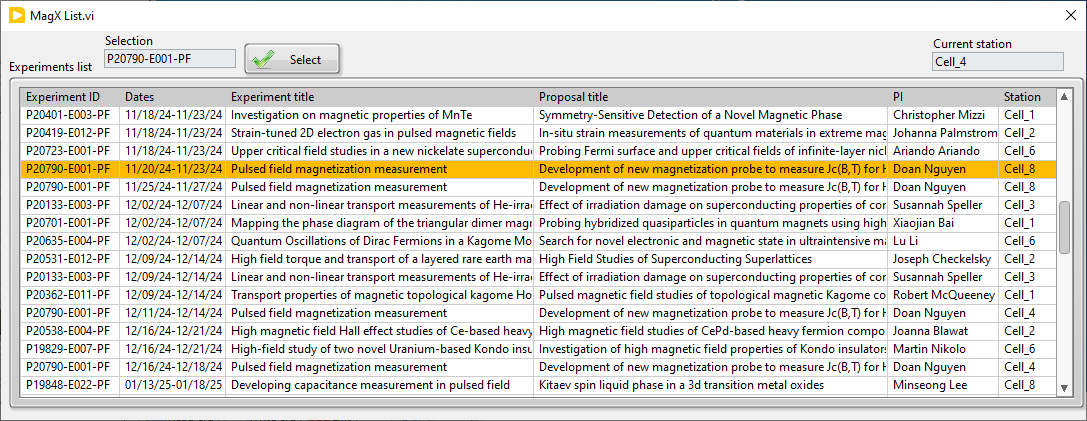 MagX List.vi
Selection
P20790-E001-PF
Select
Current station
Cell_4
Experiments list
Experiment ID Dates Experiment title Proposal title PI Station
P20401-E003-PF 11/18/24-11/23/24 Investigation on magnetic properties of MnTe Symmetry-Sensitive Detection of a Novel Magnetic Phase Christopher Mizzi Cell_1
P20419-E012-PF 11/18/24-11/23/24 Strain-tuned 2D electron gas in pulsed magnetic fields In-situ strain measurements of quantum materials in extreme mag Johanna Palmstrom Cell_2
P20723-E001-PF 11/18/24-11/23/24 Upper critical field studies in a new nickelate supercondu Probing Fermi surface and upper critical fields of infinite-layer nick Ariando Ariando Cell_6
P20790-E001-PF 11/20/24-11/23/24 Pulsed field magnetization measurement Development of new magnetization probe to measure Jc(B,T) for H Doan Nguyen Cell_8
P20790-E001-PF 11/25/24-11/27/24 Pulsed field magnetization measurement Development of new magnetization probe to measure Jc(B,T) for H Doan Nguyen Cell_8
P20133-E003-PF 12/02/24-12/07/24 Linear and non-linear transport measurements of He-irrad Effect of irradiation damage on superconducting properties of cor Susannah Speller Cell_3
P20701-E001-PF 12/02/24-12/07/24 Mapping the phase diagram of the triangular dimer magn Probing hybridized quasiparticles in quantum magnets using high Xiaojian Bai Cell_1
P20635-E004-PF 12/02/24-12/07/24 Quantum Oscillations of Dirac Fermions in a Kagome Mo Search for novel electronic and magnetic state in ultraintensive ma Lu Li Cell_6
P20531-E012-PF 12/09/24-12/14/24 High field torque and transport of a layered rare earth ma High Field Studies of Superconducting Superlattices Joseph Checkelsky Cell_2
P20133-E003-PF 12/09/24-12/14/24 Linear and non-linear transport measurements of He-irrad Effect of irradiation damage on superconducting properties of cor Susannah Speller Cell_3
P20362-E011-PF 12/09/24-12/14/24 Transport properties of magnetic topological kagome Ho Pulsed magnetic field studies of topological magnetic Kagome co Robert McQueeney Cell_1
P20790-E001-PF 12/11/24-12/14/24 Pulsed field magnetization measurement Development of new magnetization probe to measure Jc(B,T) for H Doan Nguyen Cell_4
P20538-E004-PF 12/16/24-12/21/24 High magnetic field Hall effect studies of Ce-based heavy High magnetic field studies of CePd-based heavy fermion compo Joanna Blawat Cell_2
P19829-E007-PF 12/16/24-12/21/24 High-field study of two novel Uranium-based Kondo insu Investigation of high magnetic field properties of Kondo insulators Martin Nikolo Cell_6
P20790-E001-PF 12/16/24-12/18/24 Pulsed field magnetization measurement Development of new magnetization probe to measure Jc(B,T) for H Doan Nguyen Cell_4
P19848-E022-PF 01/13/25-01/18/25 Developing capacitance measurement in pulsed field Kitaev spin liquid phase in a 3d transition metal oxides Minseong Lee Cell_8